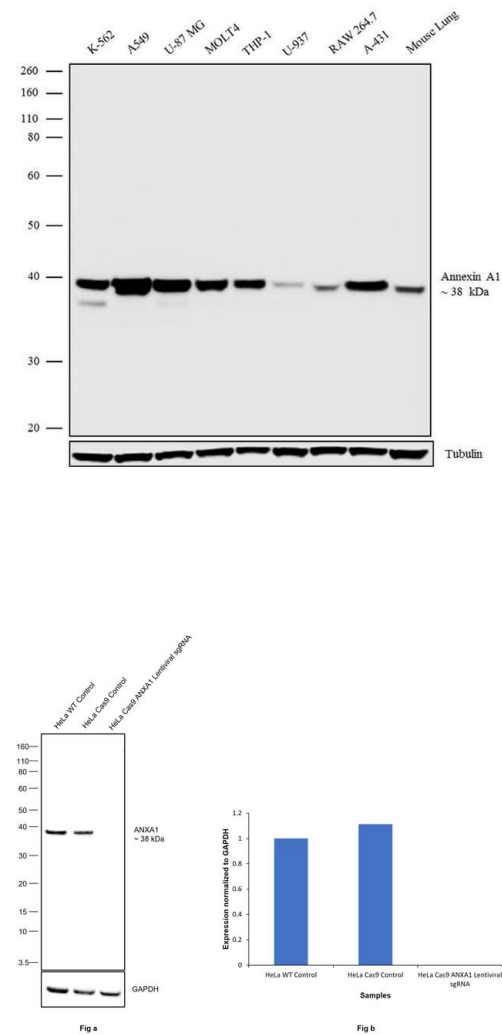 K-562 A549 U-87 MG MOLT4 THP-1 U-937 RAW 264.7 A-431 Mouse Lung
260
160
110
80
60
50
40
30
20
Annexin A1
~ 38 kDa
Tubulin
HeLa WT Control
HeLa Cas9 Control
HeLa Cas9 ANXA1 Lentiviral sgRNA
160
110
80
60
50
40
30
20
15
10
3.5
ANXA1
~ 38 kDa
GAPDH
Fig a
Expression normalized to GAPDH
1.2
1
0.8
0.6
0.4
0.2
0
HeLa WT Control
HeLa Cas9 Control
HeLa Cas9 ANXA1 Lentiviral
sgRNA
Samples
Fig b